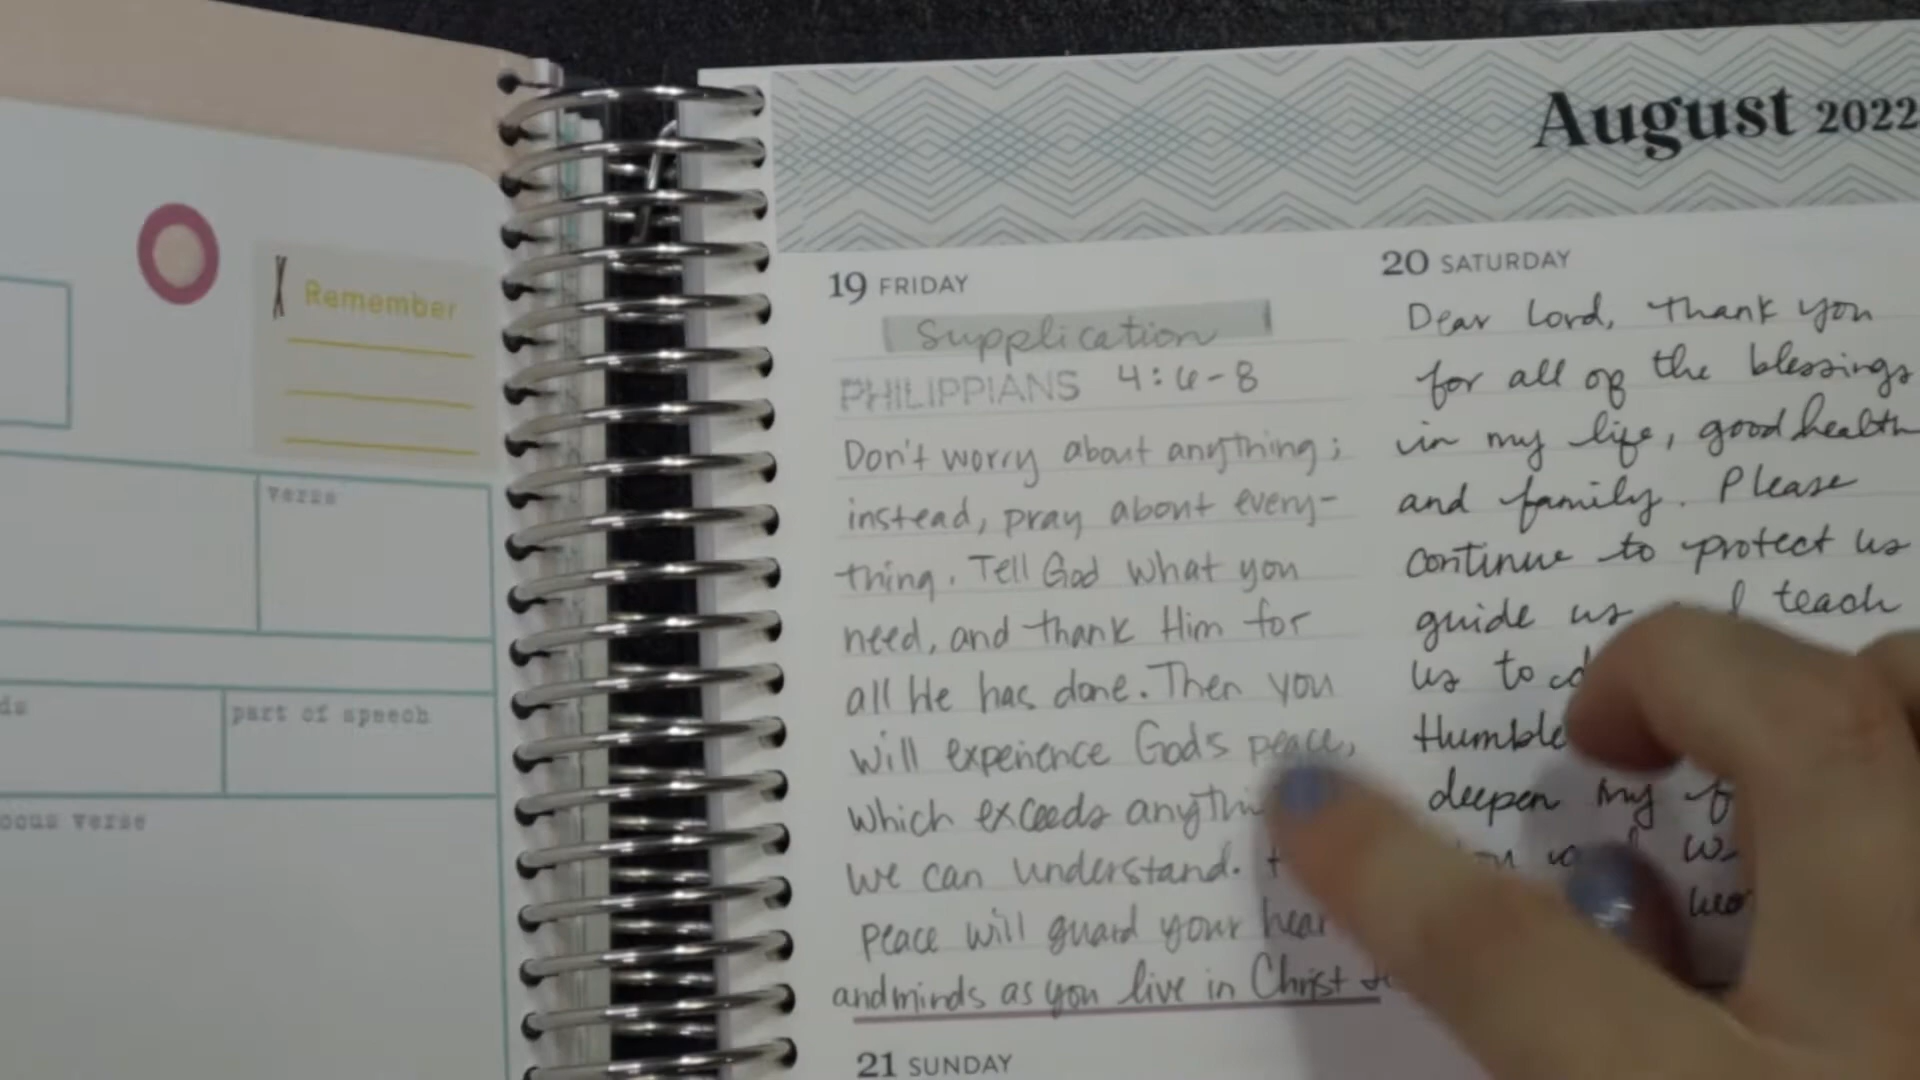 Remember
verse
part of speech
verse
August 2022
19 FRIDAY
Supplication
PHILIPPIANS 4:6-8
Don't worry about anything;
instead, pray about every-
thing. Tell God what you
need, and thank Him for
all He has done. Then you
will experience God's peace,
which exceeds
we can understand.
peace will guard your
and minds as you live in Christ
20 SATURDAY
Dear Lord, thank you
for all of the blessings
in my life, good health
and family. Please
continue to protect us
guide us teach
us to
Humble
deepen my
21 SUNDAY